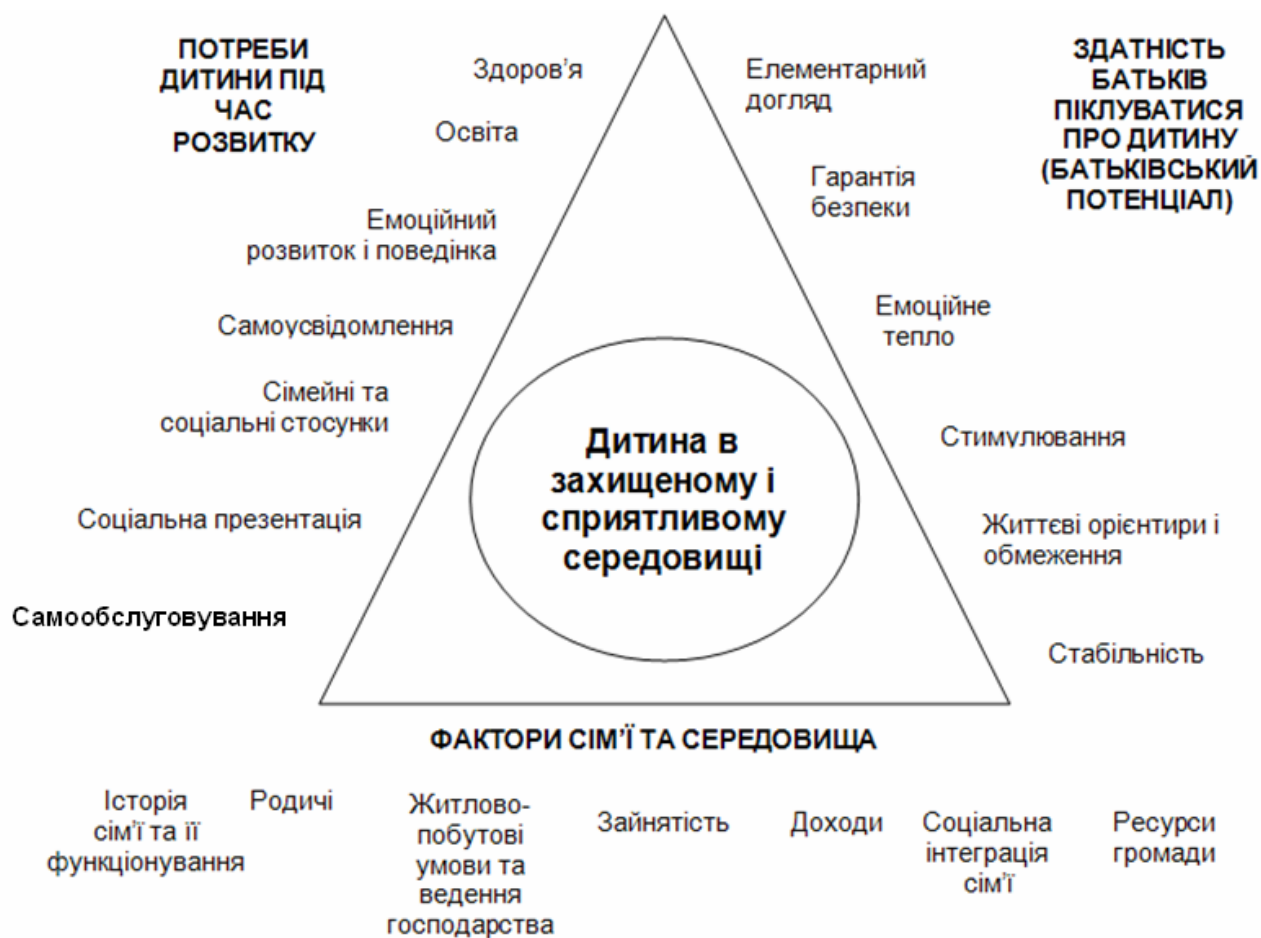 ПОТРЕБИ
ДИТИНИ ПІД
ЧАС
РОЗВИТКУ
Здоров’я
Освіта
Емоційний
розвиток і поведінка
Самоусвідомлення
Сімейні та
соціальні стосунки
Соціальна презентація
Самообслуговування
Елементарний
догляд
Гарантія
безпеки
Емоційне
тепло
Стимулювання
Життєві орієнтири і
обмеження
Стабільність
ЗДАТНІСТЬ
БАТЬКІВ
ПІКЛУВАТИСЯ
ПРО ДИТИНУ
(БАТЬКІВСЬКИЙ
ПОТЕНЦІАЛ)
Дитина в
захищеному і
сприятливому
середовищі
ФАКТОРИ СІМ’Ї ТА СЕРЕДОВИЩА
Історія
сім’ї та її
функціонування
Родичі
Житлово-
побутові
умови та
ведення
господарства
Зайнятість
Доходи
Соціальна
інтеграція
сім’ї
Ресурси
громади